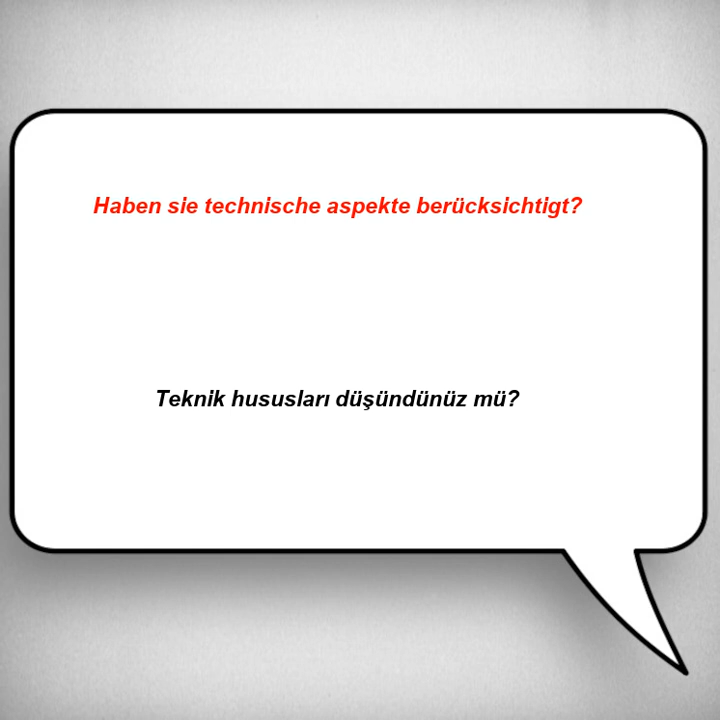 Haben sie technische aspekte berücksichtigt?
Teknik hususları düşündünüz mü?